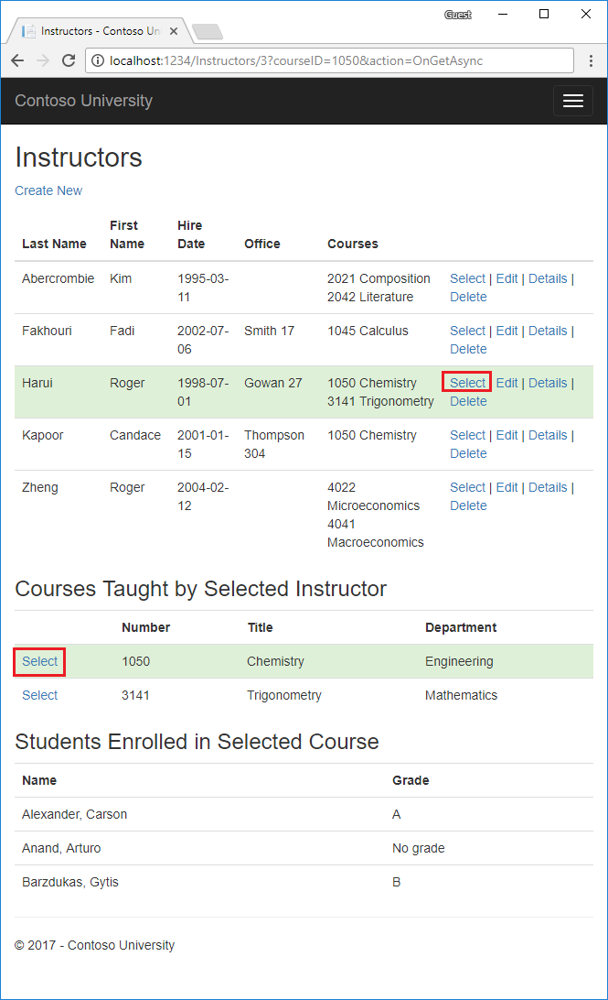 Guest
Instructors - Contoso Uni
localhost:1234/Instructors/3?courseID=1050&action=OnGetAsync
Contoso University
Instructors
Create New
Last Name First Name Hire Date Office Courses
Abercrombie Kim 1995-03-11 2021 Composition Select | Edit | Details |
2042 Literature Delete
Fakhouri Fadi 2002-07-06 Smith 17 1045 Calculus Select | Edit | Details |
Delete
Harui Roger 1998-07-01 Gowan 27 1050 Chemistry Select Edit | Details |
3141 Trigonometry Delete
Kapoor Candace 2001-01-15 Thompson 304 1050 Chemistry Select | Edit | Details |
Delete
Zheng Roger 2004-02-12 4022 Select | Edit | Details |
Microeconomics Delete
4041
Macroeconomics
Courses Taught by Selected Instructor
Number Title Department
Select 1050 Chemistry Engineering
Select 3141 Trigonometry Mathematics
Students Enrolled in Selected Course
Name Grade
Alexander, Carson A
Anand, Arturo No grade
Barzdukas, Gytis B
© 2017 - Contoso University